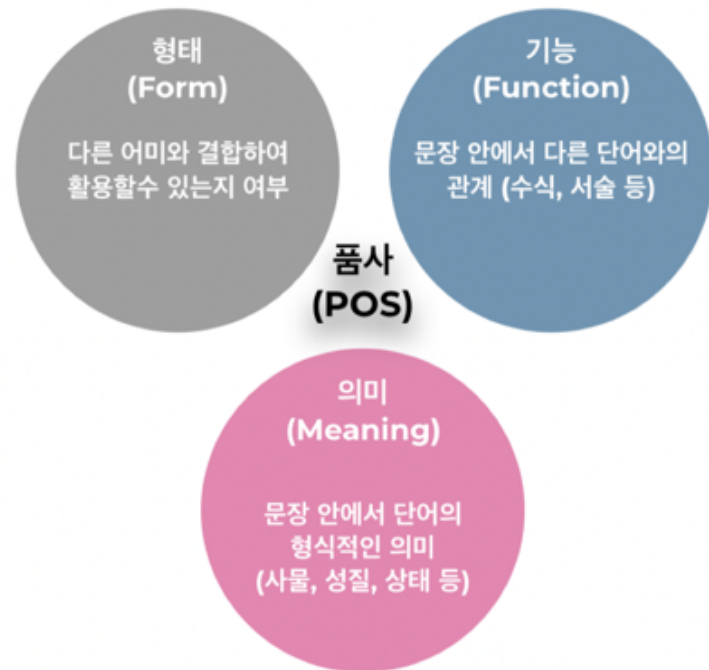 형태
(Form)
다른 어미와 결합하여
활용할수 있는지 여부
기능
(Function)
문장 안에서 다른 단어와의
관계 (수식, 서술 등)
품사
(POS)
의미
(Meaning)
문장 안에서 단어의
형식적인 의미
(사물, 성질, 상태 등)